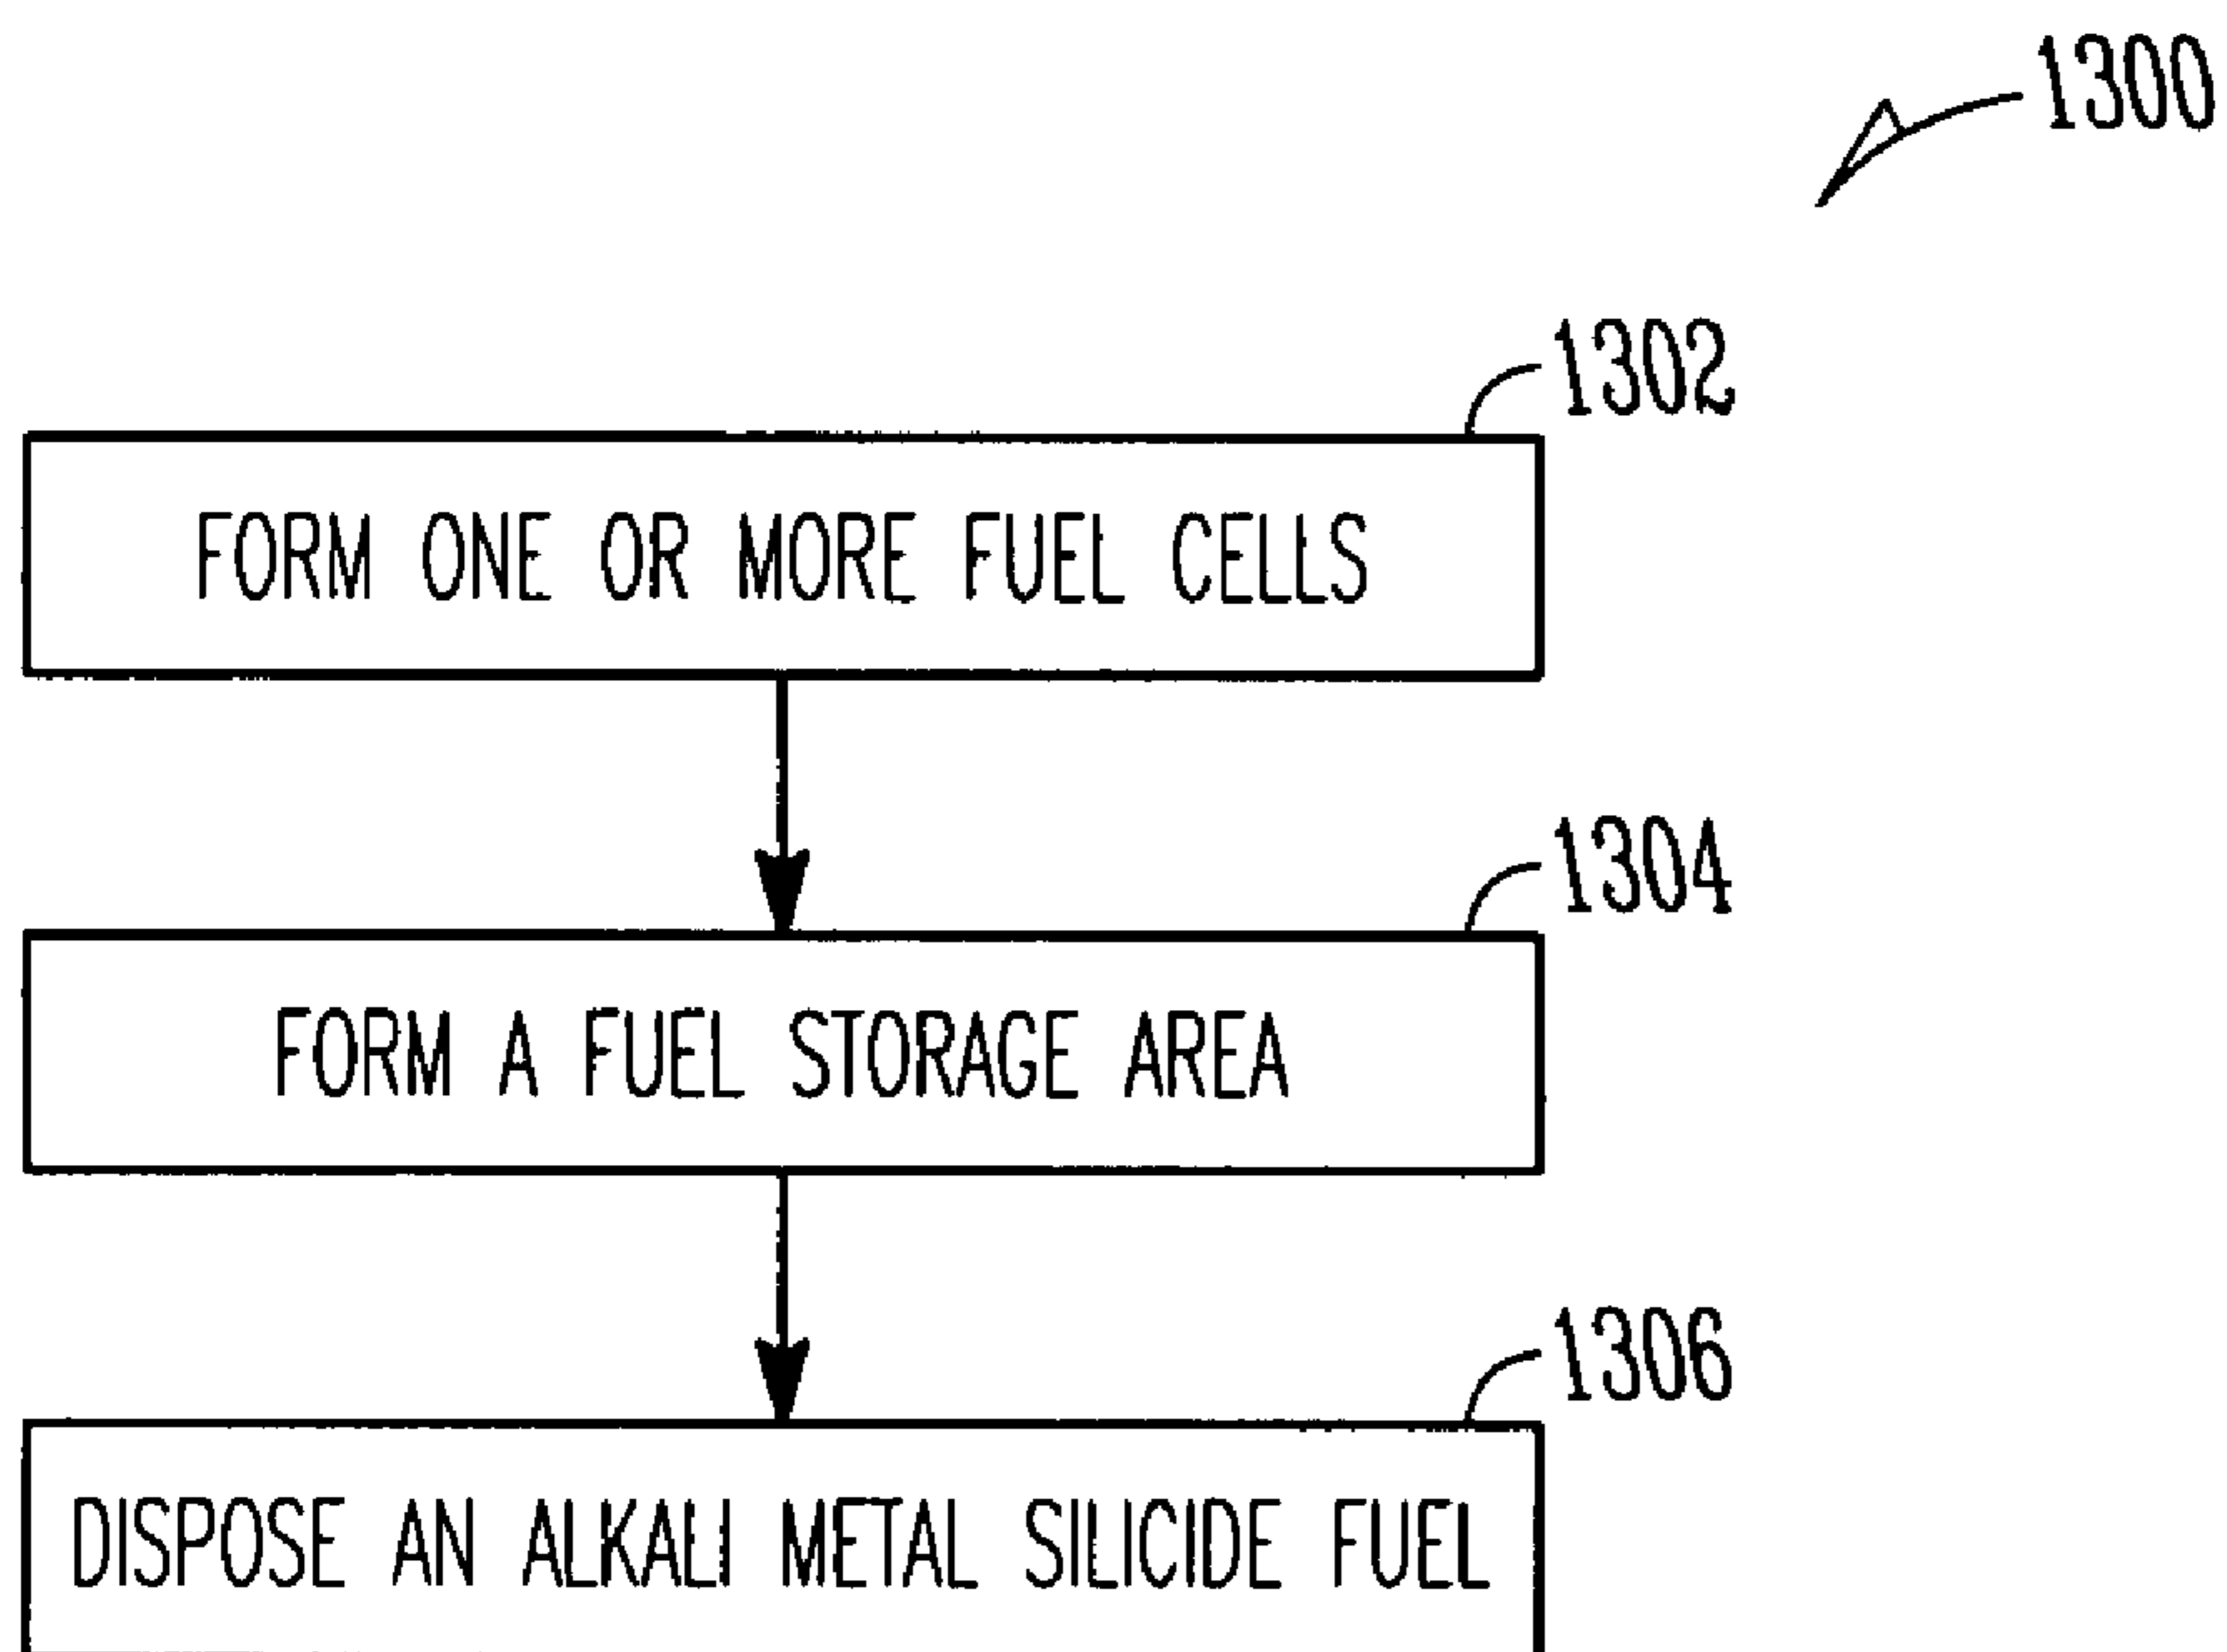 1300
1302
FORM ONE OR MORE FUEL CELLS
1304
FORM A FUEL STORAGE AREA
1306
DISPOSE AN ALKALI METAL SILICIDE FUEL